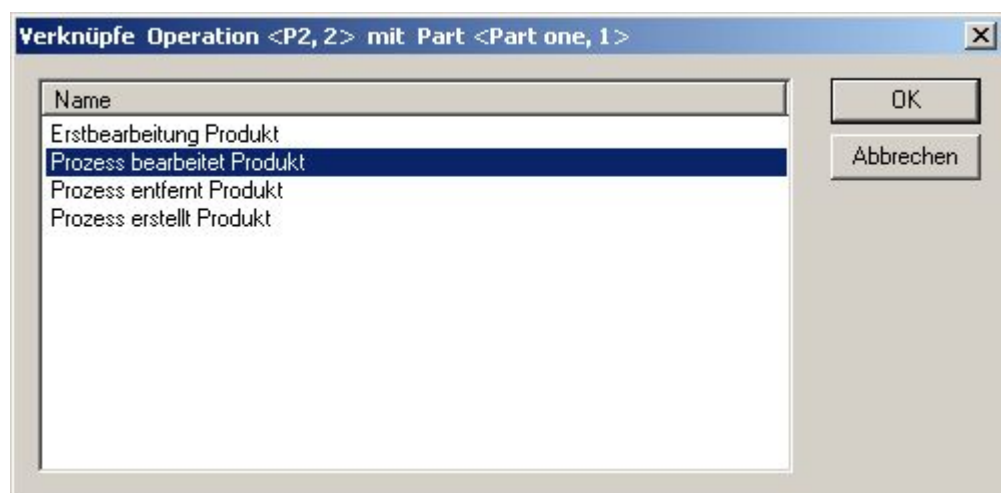 Verknüpfe Operation <P2, 2> mit Part <Part one, 1>
Name
Erstbearbeitung Produkt
Prozess bearbeitet Produkt
Prozess entfernt Produkt
Prozess erstellt Produkt
OK
Abbrechen